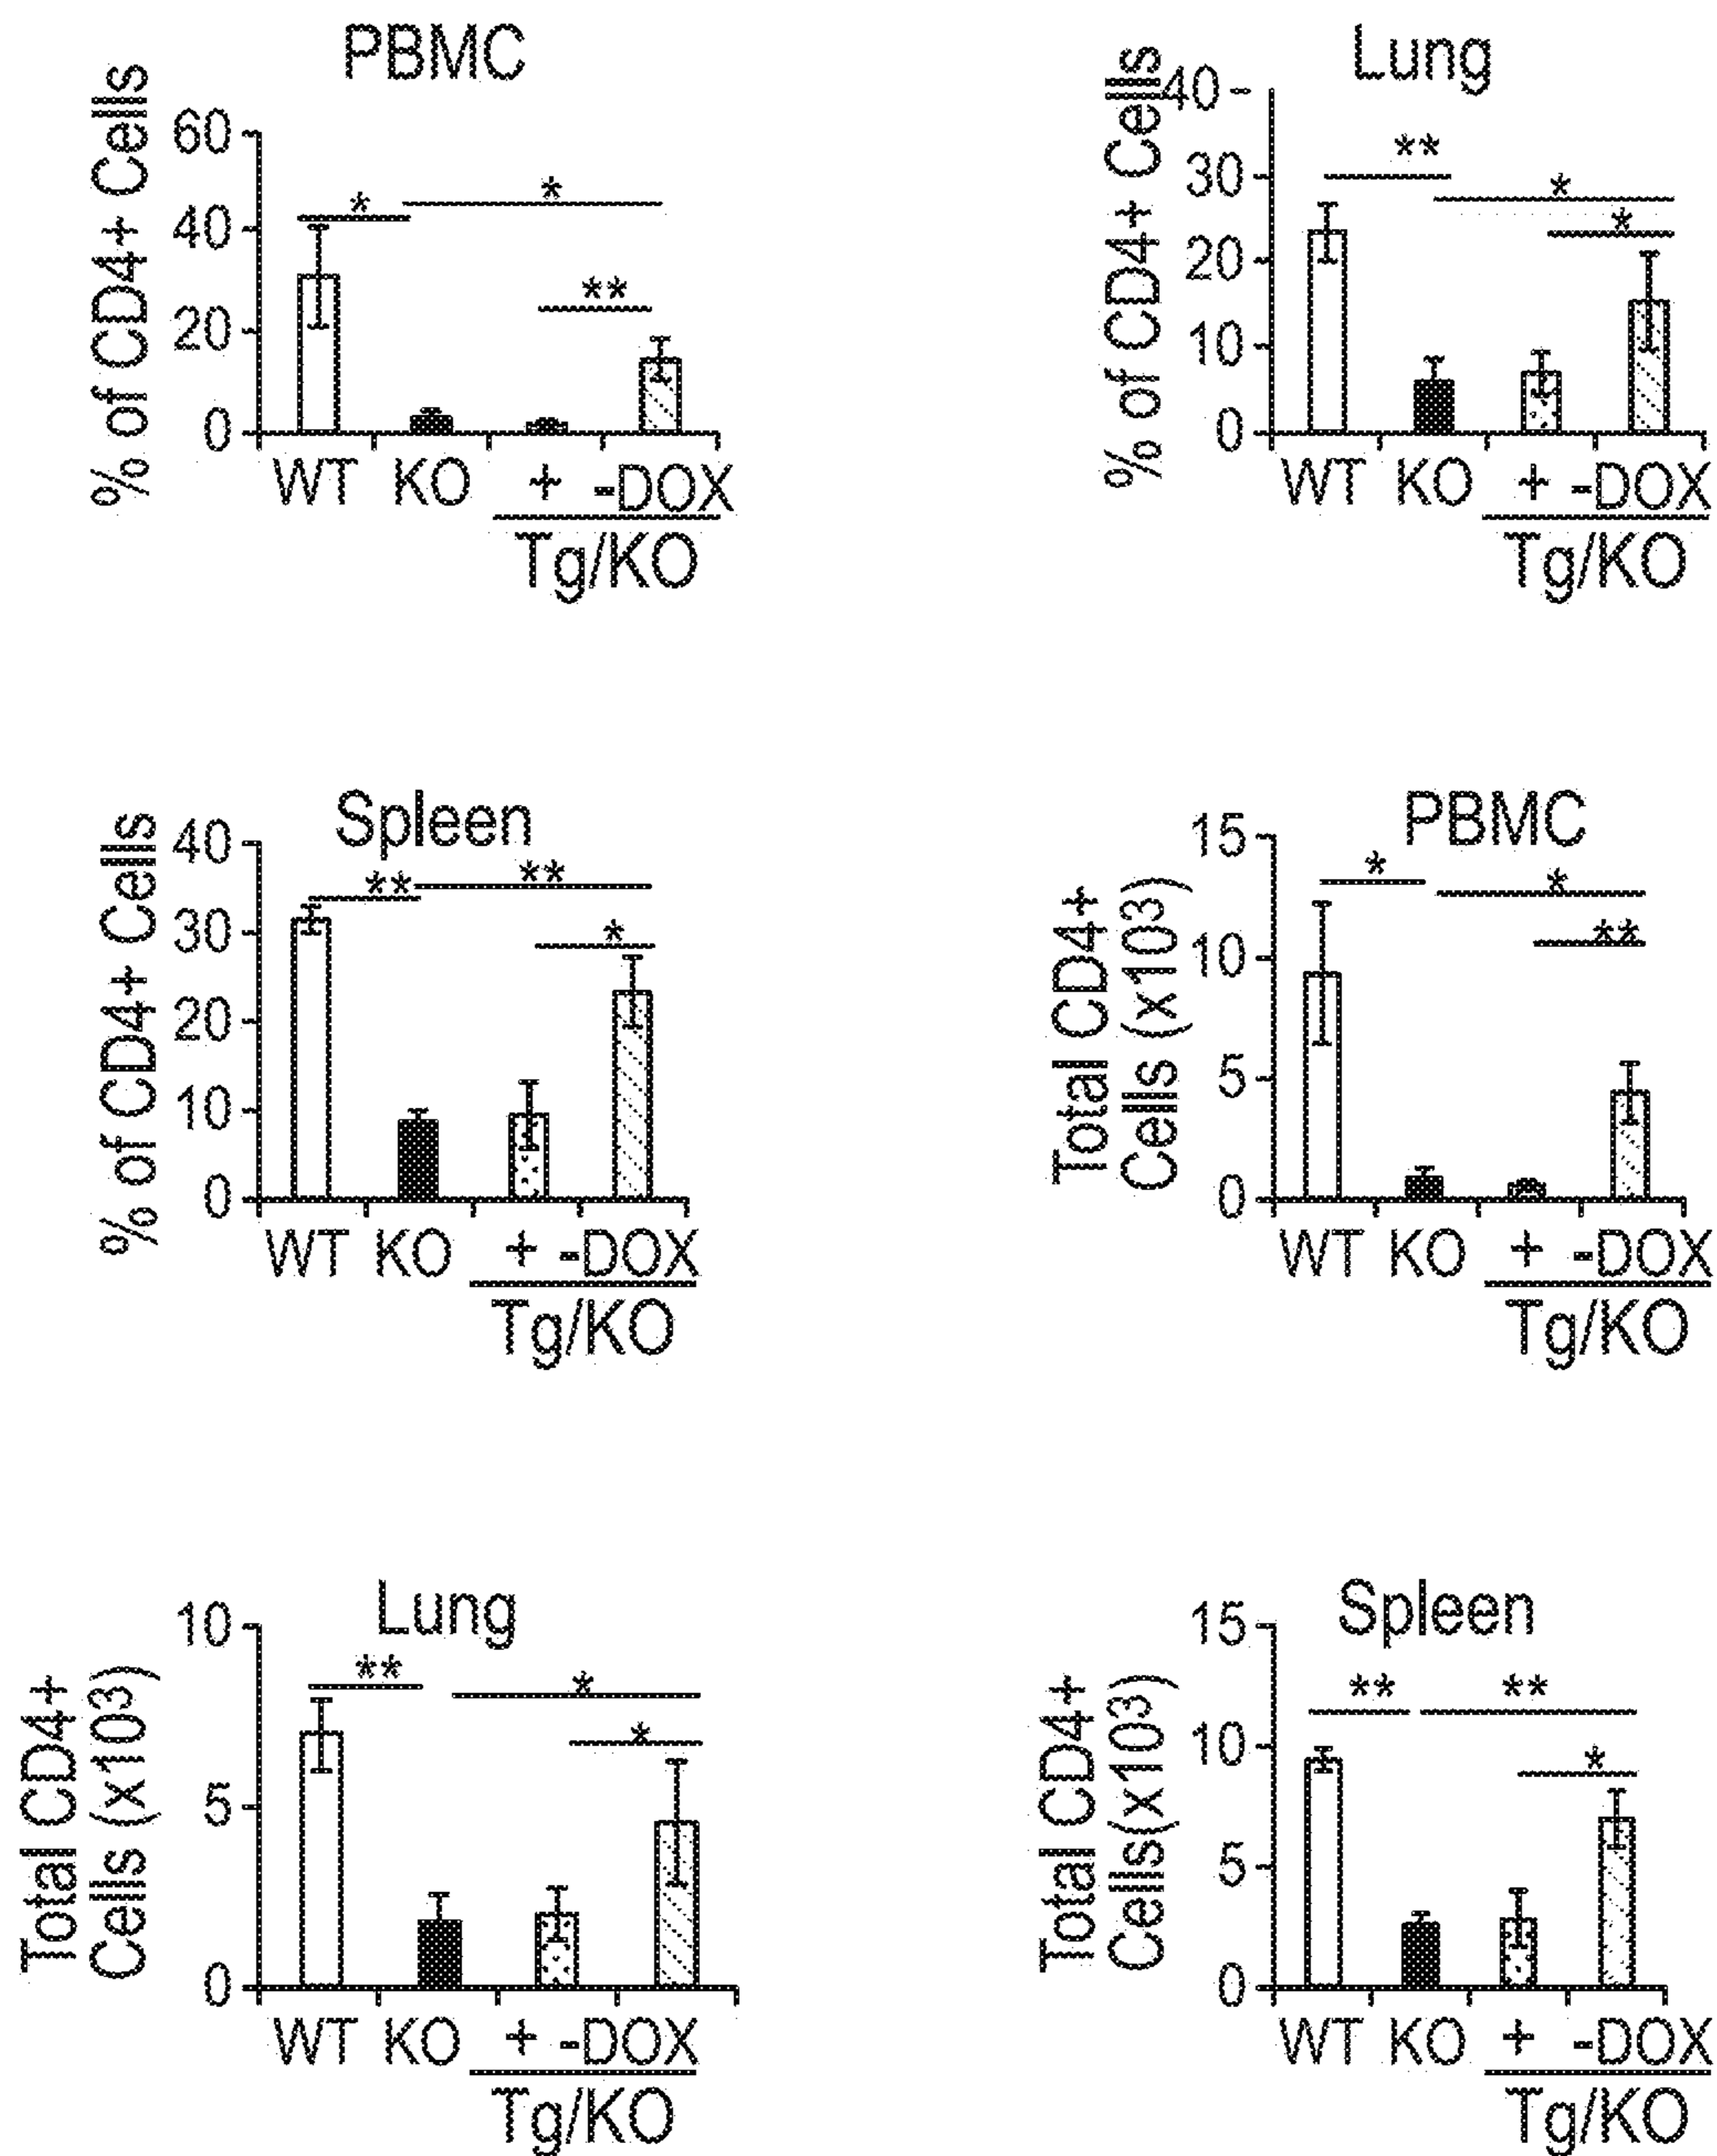 PBMC
% of CD4+ Cells
60
40
20
0
*
*
**
WT KO + -DOX
Tg/KO
Lung
% of CD4+ Cells
40
30
20
10
0
**
*
*
WT KO + -DOX
Tg/KO
Spleen
% of CD4+ Cells
40
30
20
10
0
**
**
*
WT KO + -DOX
Tg/KO
PBMC
Total CD4+
Cells (x10³)
15
10
5
0
*
*
**
WT KO + -DOX
Tg/KO
Lung
Total CD4+
Cells (x10³)
10
5
0
**
*
*
WT KO + -DOX
Tg/KO
Spleen
Total CD4+
Cells(x10³)
15
10
5
0
**
**
*
WT KO + -DOX
Tg/KO